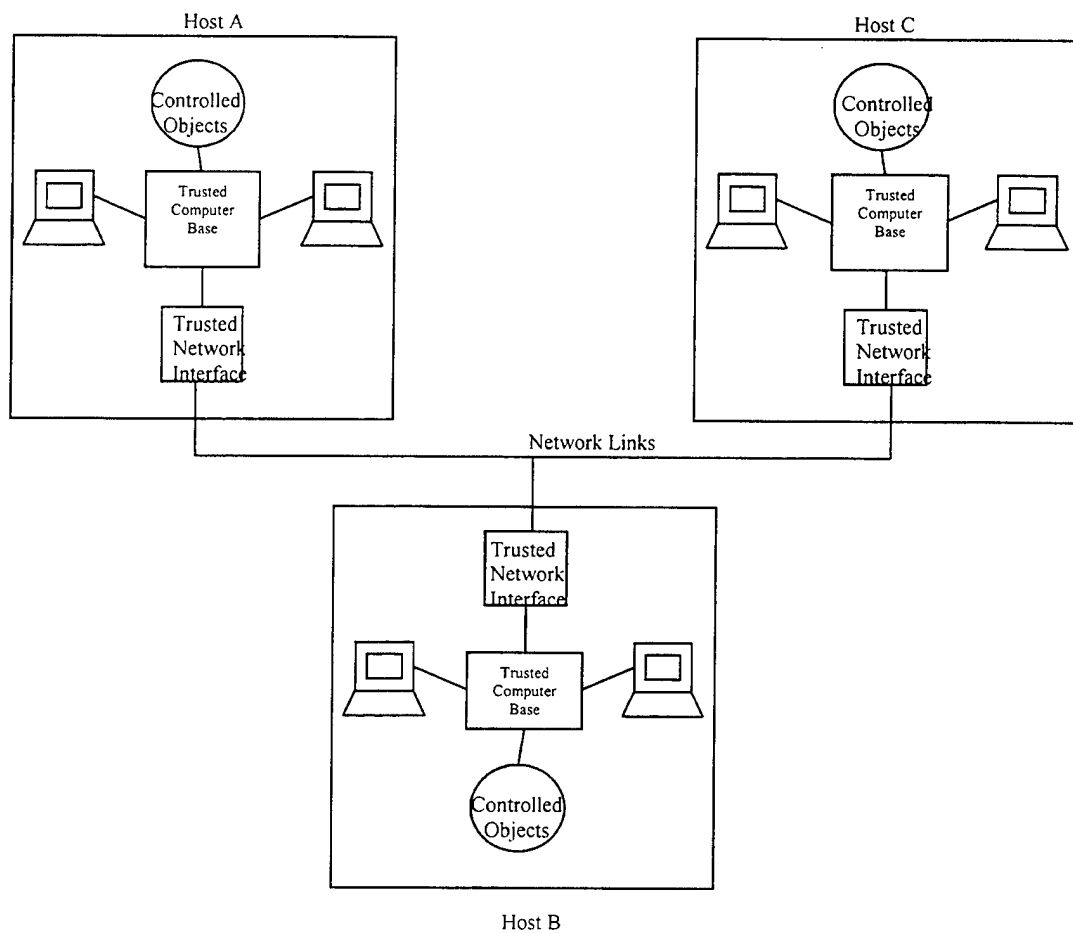 Host A
Controlled
Objects
Trusted
Computer
Base
Trusted
Network
Interface
Host C
Controlled
Objects
Trusted
Computer
Base
Trusted
Network
Interface
Network Links
Trusted
Network
Interface
Trusted
Computer
Base
Controlled
Objects
Host B